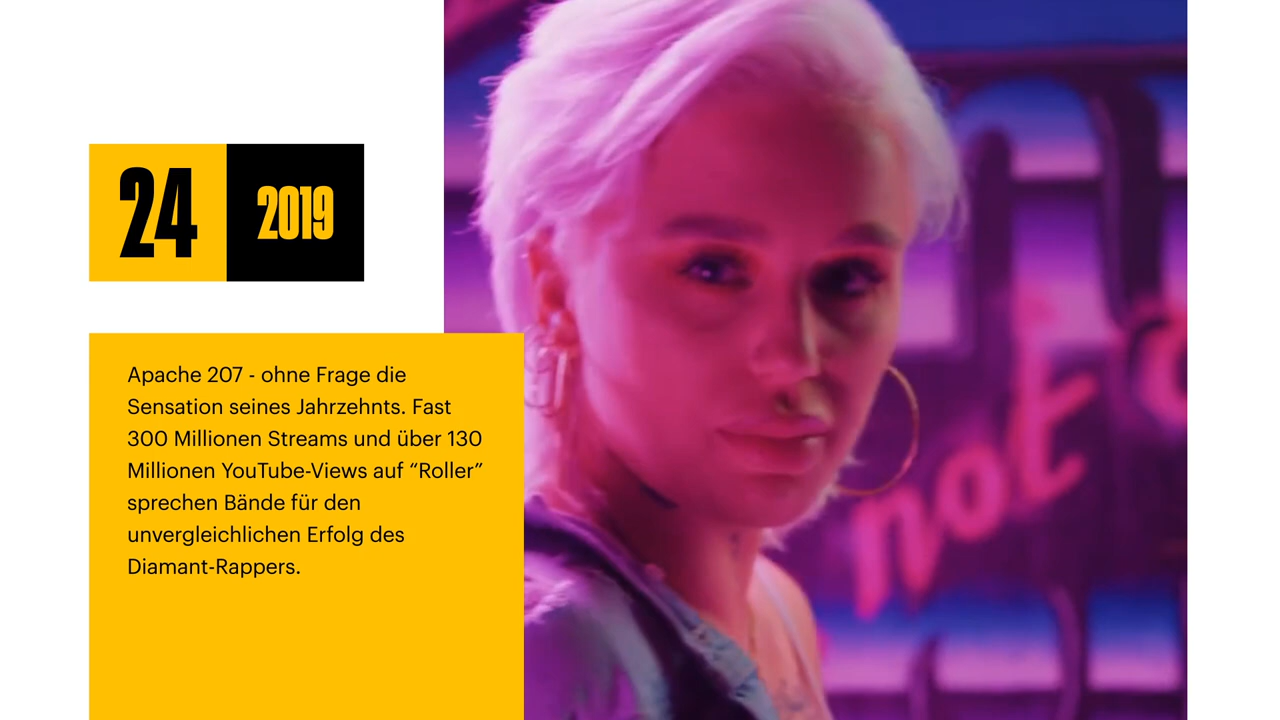 24
2019
Apache 207 - ohne Frage die
Sensation seines Jahrzehnts. Fast
300 Millionen Streams und über 130
Millionen YouTube-Views auf “Roller”
sprechen Bände für den
unvergleichlichen Erfolg des
Diamant-Rappers.
not